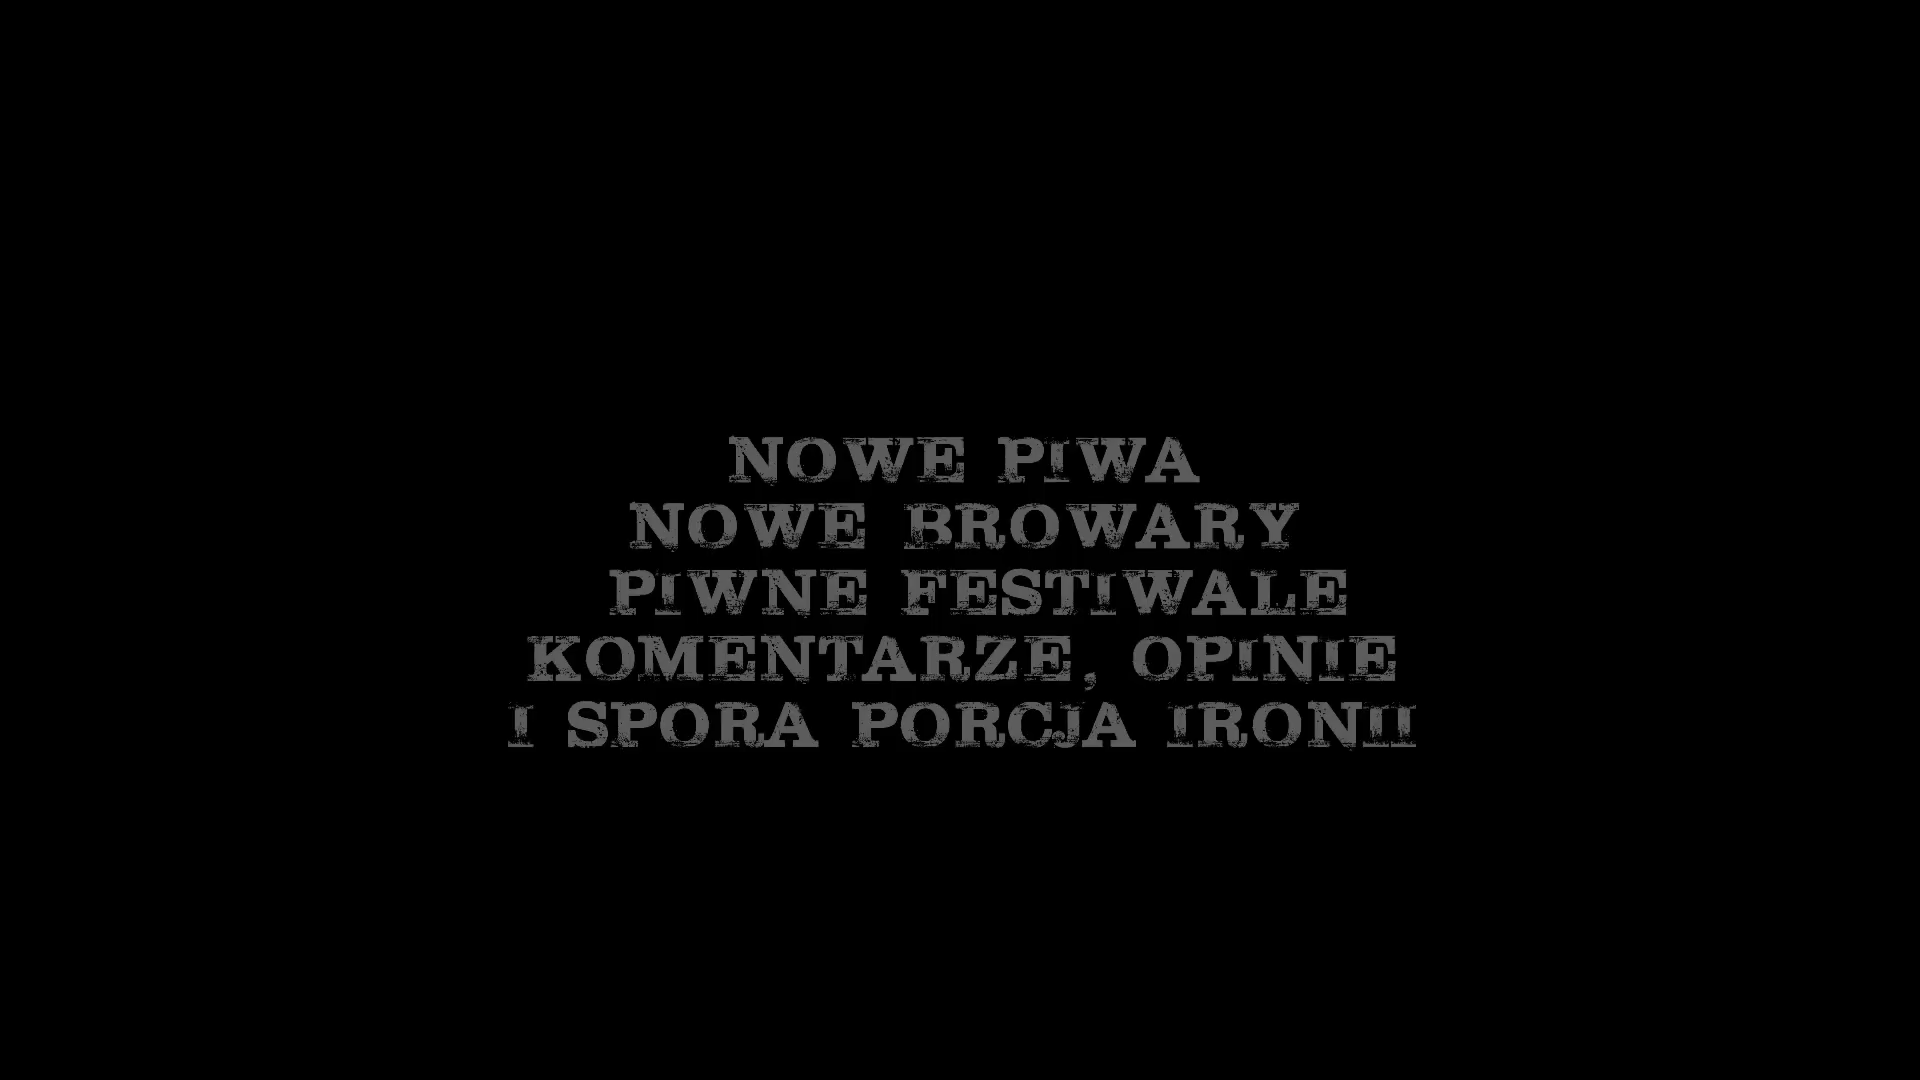 NOWE PIWA
NOWE BROWARY
PIWNE FESTIWALE
KOMENTARZE, OPINIE
I SPORA PORCJA IRONII